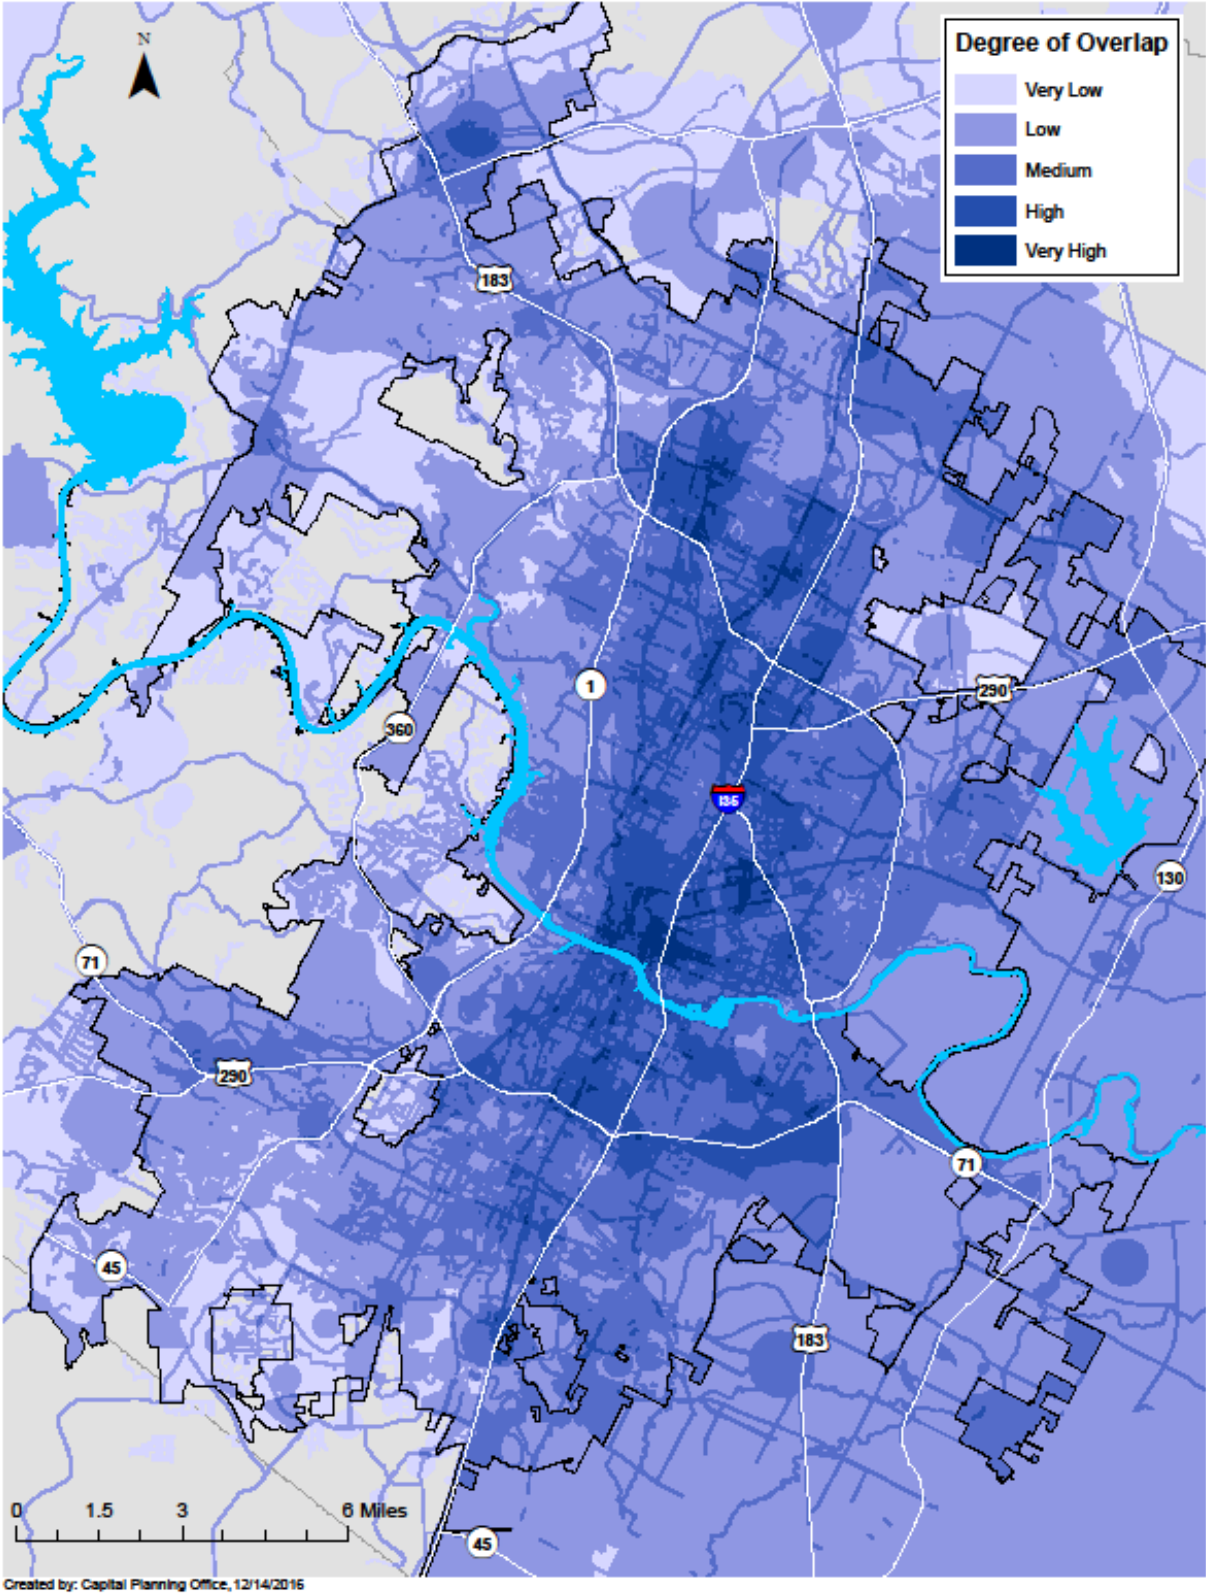 N
Degree of Overlap
Very Low
Low
Medium
High
Very High
183
1
290
360
I35
130
71
290
71
45
183
0 1.5 3 6 Miles
45
Created by: Capital Planning Office, 12/14/2016